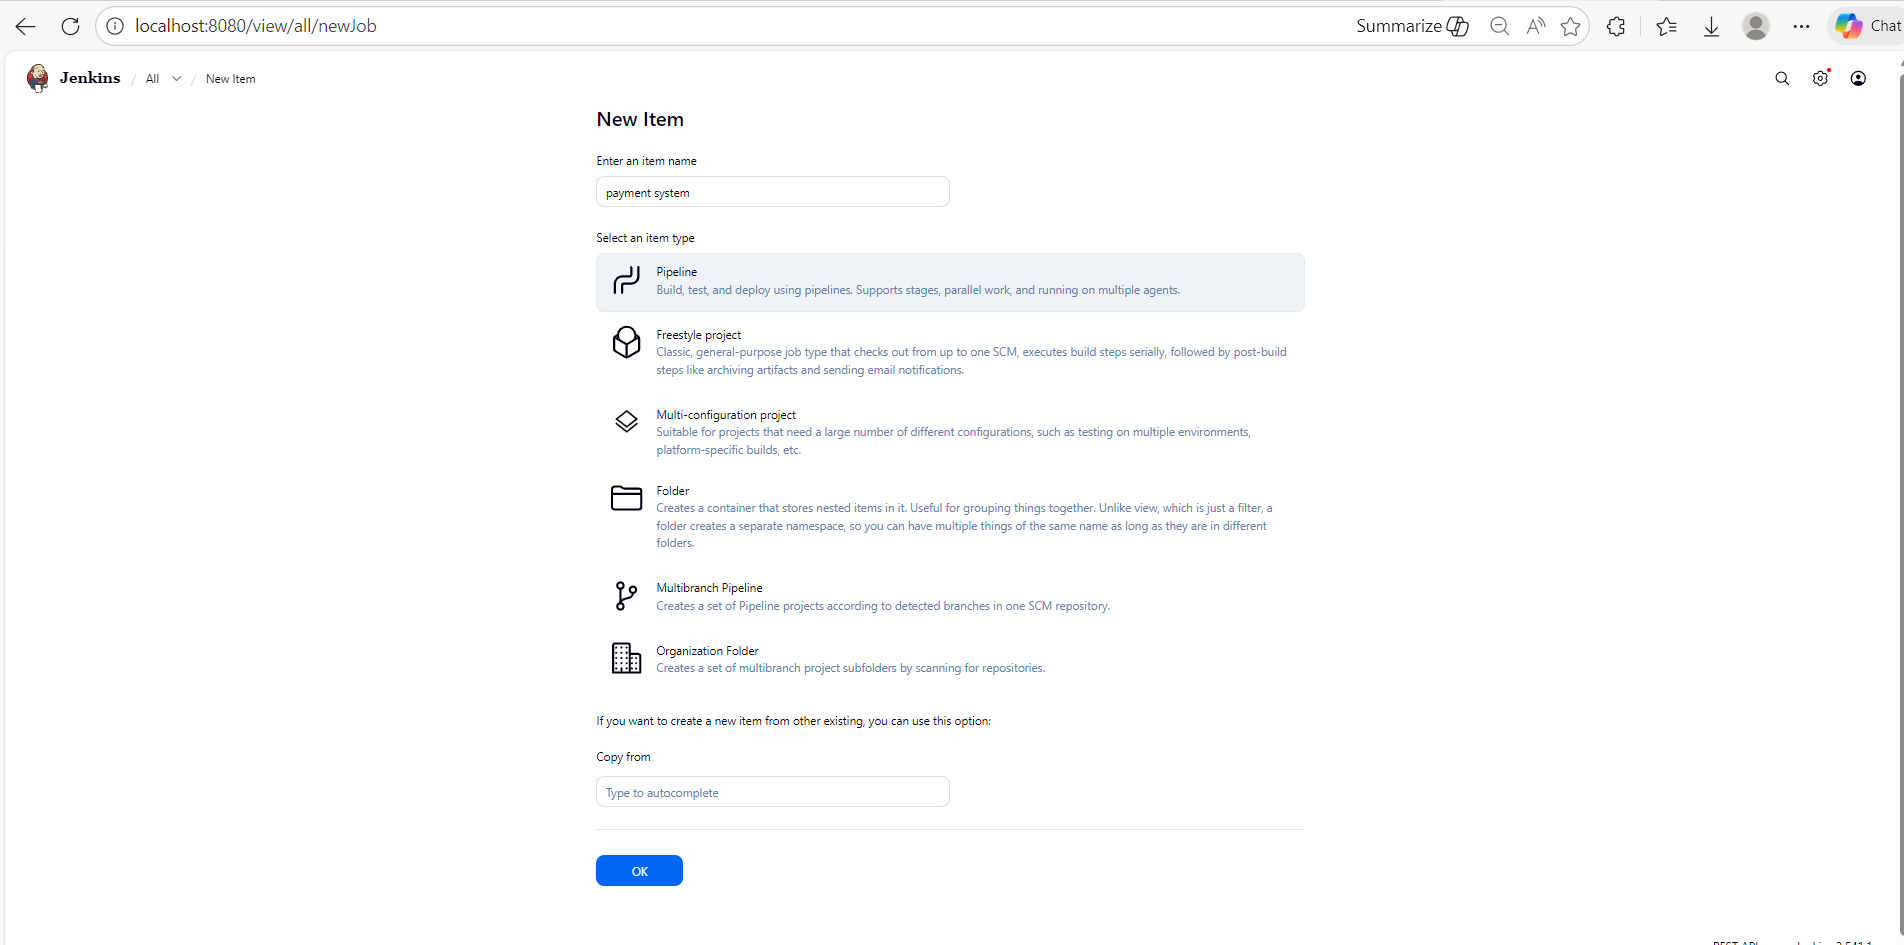 localhost:8080/view/all/newJob
Summarize
Chat
Jenkins / All / New Item
New Item
Enter an item name
payment system
Select an item type
Pipeline
Build, test, and deploy using pipelines. Supports stages, parallel work, and running on multiple agents.
Freestyle project
Classic, general-purpose job type that checks out from up to one SCM, executes build steps serially, followed by post-build
steps like archiving artifacts and sending email notifications.
Multi-configuration project
Suitable for projects that need a large number of different configurations, such as testing on multiple environments,
platform-specific builds, etc.
Folder
Creates a container that stores nested items in it. Useful for grouping things together. Unlike view, which is just a filter, a
folder creates a separate namespace, so you can have multiple things of the same name as long as they are in different
folders.
Multibranch Pipeline
Creates a set of Pipeline projects according to detected branches in one SCM repository.
Organization Folder
Creates a set of multibranch project subfolders by scanning for repositories.
If you want to create a new item from other existing, you can use this option:
Copy from
Type to autocomplete
OK